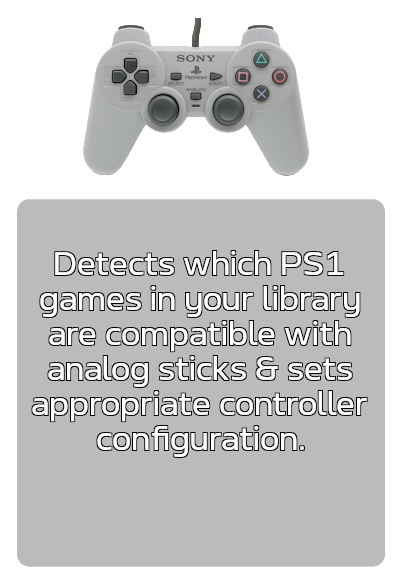 SONY
PlayStation
SELECT
START
ANALOG
Detects which PS1
games in your library
are compatible with
analog sticks & sets
appropriate controller
configuration.